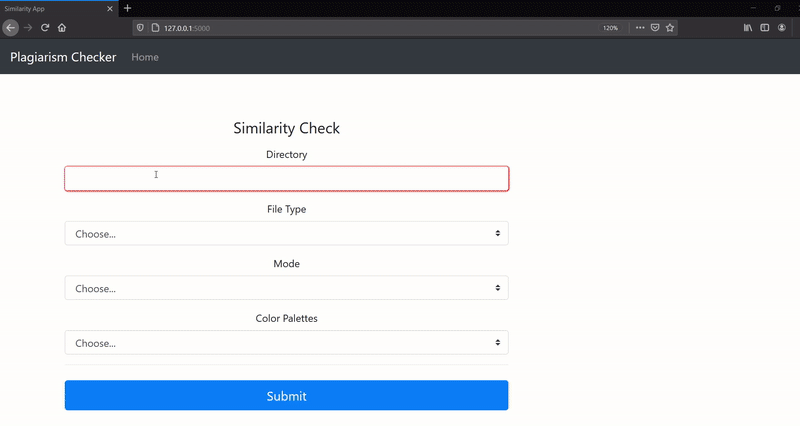 Similarity App
127.0.0.1:5000
120%
Plagiarism Checker Home
Similarity Check
Directory
File Type
Choose...
Mode
Choose...
Color Palettes
Choose...
Submit